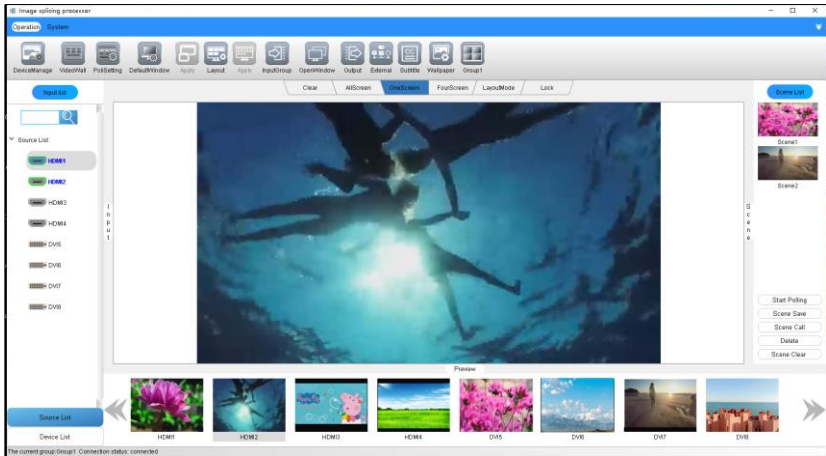 Image splicing processor
Operation System
DeviceManage VideoWall PollSetting DefaultWindow Apply Layout Apply InputGroup OpenWindow Output External Subtitle Wallpaper Group1
Input list
Clear AllScreen OneScreen FourScreen LayoutMode Lock
Scene List
Source List
HDMI1
HDMI2
HDMI3
HDMI4
DVI5
DVI6
DVI7
DVI8
Input
Scene
Scene1
Scene2
Start Polling
Scene Save
Scene Call
Delete
Scene Clear
Preview
HDMI1 HDMI2 HDMI3 HDMI4 DVI5 DVI6 DVI7 DVI8
Source List
Device List
The current group:Group1 Connection status: connected